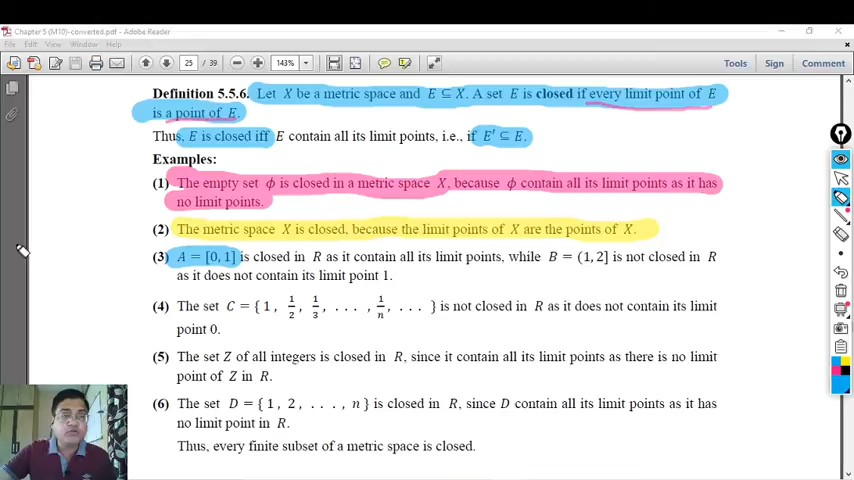 Chapter 5 (M10)-converted.pdf - Adobe Reader
File Edit View Window Help
25 / 39 143% Tools Sign Comment
Definition 5.5.6. Let X be a metric space and E ⊆ X. A set E is closed if every limit point of E
is a point of E.
Thus, E is closed iff E contain all its limit points, i.e., if E′ ⊆ E.
Examples:
(1) The empty set ϕ is closed in a metric space X, because ϕ contain all its limit points as it has
no limit points.
(2) The metric space X is closed, because the limit points of X are the points of X.
(3) A = [0, 1] is closed in R as it contain all its limit points, while B = (1, 2] is not closed in R
as it does not contain its limit point 1.
(4) The set C = {1, 1/2, 1/3, . . . . , 1/n, . . . } is not closed in R as it does not contain its limit
point 0.
(5) The set Z of all integers is closed in R, since it contain all its limit points as there is no limit
point of Z in R.
(6) The set D = {1, 2, . . . . , n} is closed in R, since D contain all its limit points as it has
no limit point in R.
Thus, every finite subset of a metric space is closed.